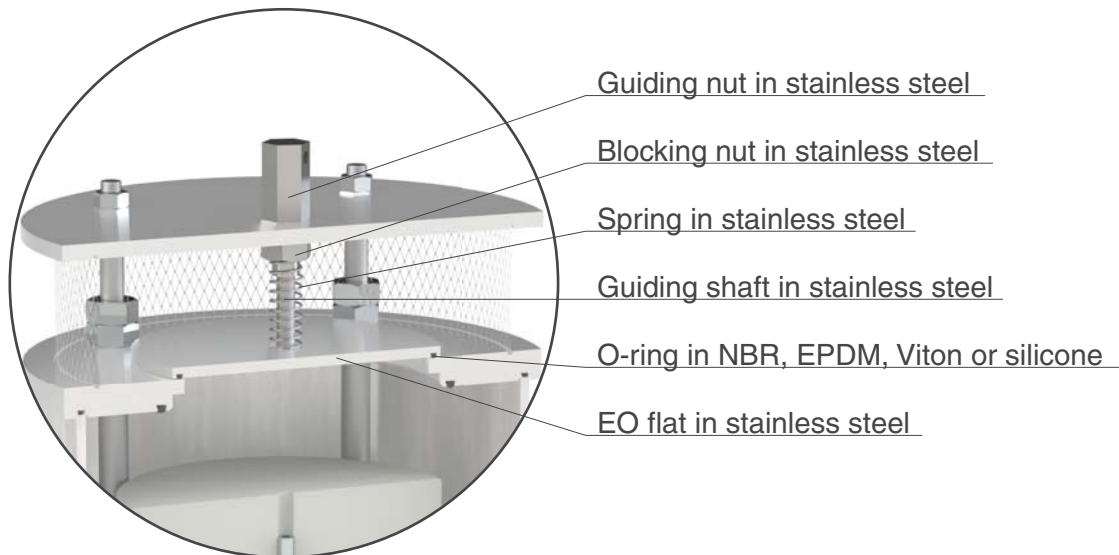 Guiding nut in stainless steel
Blocking nut in stainless steel
Spring in stainless steel
Guiding shaft in stainless steel
O-ring in NBR, EPDM, Viton or silicone
EO flat in stainless steel